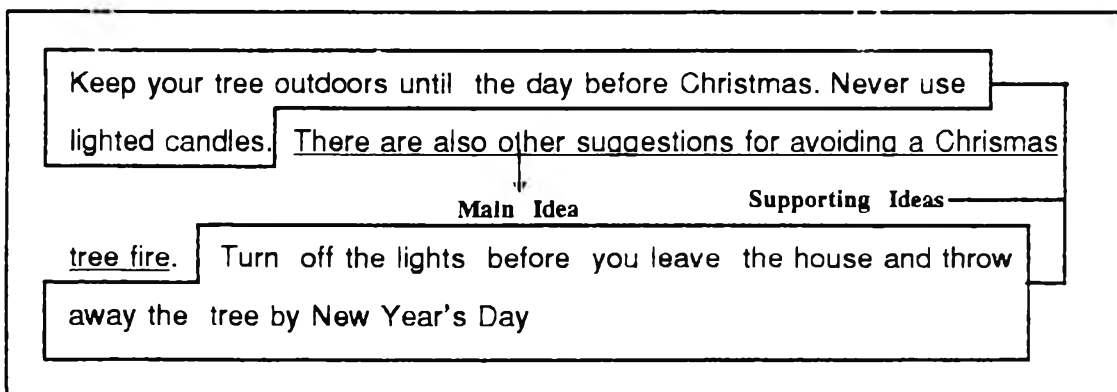 Keep your tree outdoors until the day before Christmas. Never use
lighted candles. There are also other suggestions for avoiding a Chrismas
Main Idea
Supporting Ideas
tree fire. Turn off the lights before you leave the house and throw
away the tree by New Year's Day